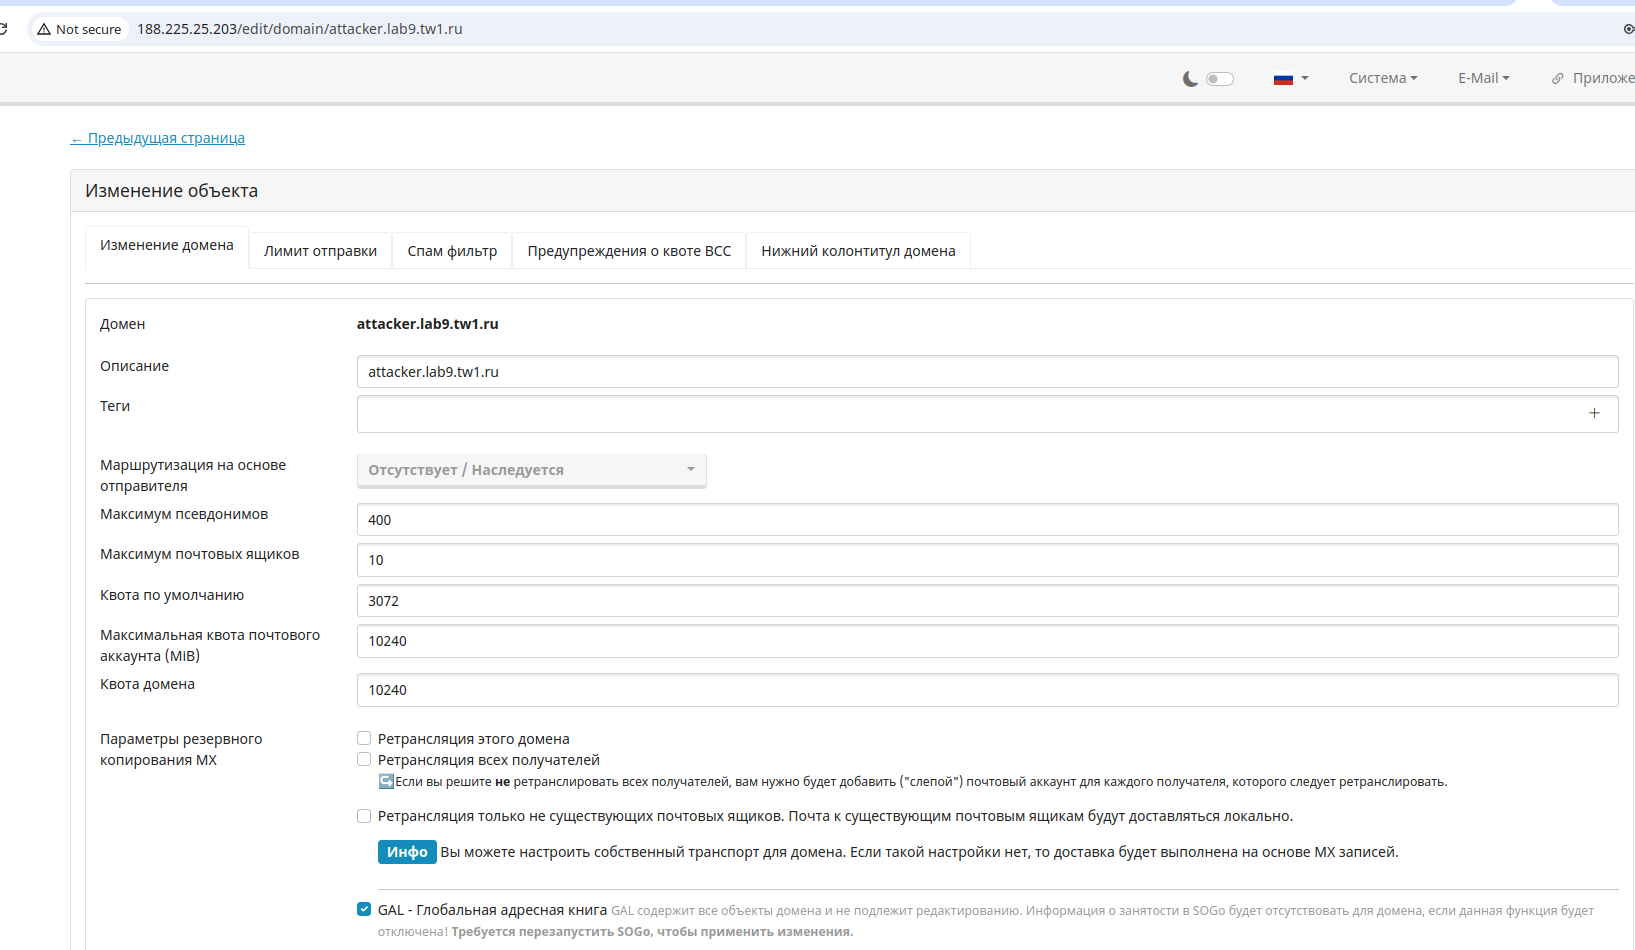 Not secure 188.225.25.203/edit/domain/attacker.lab9.tw1.ru
Система E-Mail Приложе
← Предыдущая страница
Изменение объекта
Изменение домена Лимит отправки Спам фильтр Предупреждения о квоте BCC Нижний колонтитул домена
Домен attacker.lab9.tw1.ru
Описание attacker.lab9.tw1.ru
Теги +
Маршрутизация на основе отправителя Отсутствует / Наследуется
Максимум псевдонимов 400
Максимум почтовых ящиков 10
Квота по умолчанию 3072
Максимальная квота почтового аккаунта (MiB) 10240
Квота домена 10240
Параметры резервного копирования MX
Ретрансляция этого домена
Ретрансляция всех получателей
Если вы решите не ретранслировать всех получателей, вам нужно будет добавить ("слепой") почтовый аккаунт для каждого получателя, которого следует ретранслировать.
Ретрансляция только не существующих почтовых ящиков. Почта к существующим почтовым ящикам будут доставляться локально.
Инфо Вы можете настроить собственный транспорт для домена. Если такой настройки нет, то доставка будет выполнена на основе MX записей.
GAL - Глобальная адресная книга GAL содержит все объекты домена и не подлежит редактированию. Информация о занятости в SOGo будет отсутствовать для домена, если данная функция будет
отключена! Требуется перезапустить SOGo, чтобы применить изменения.